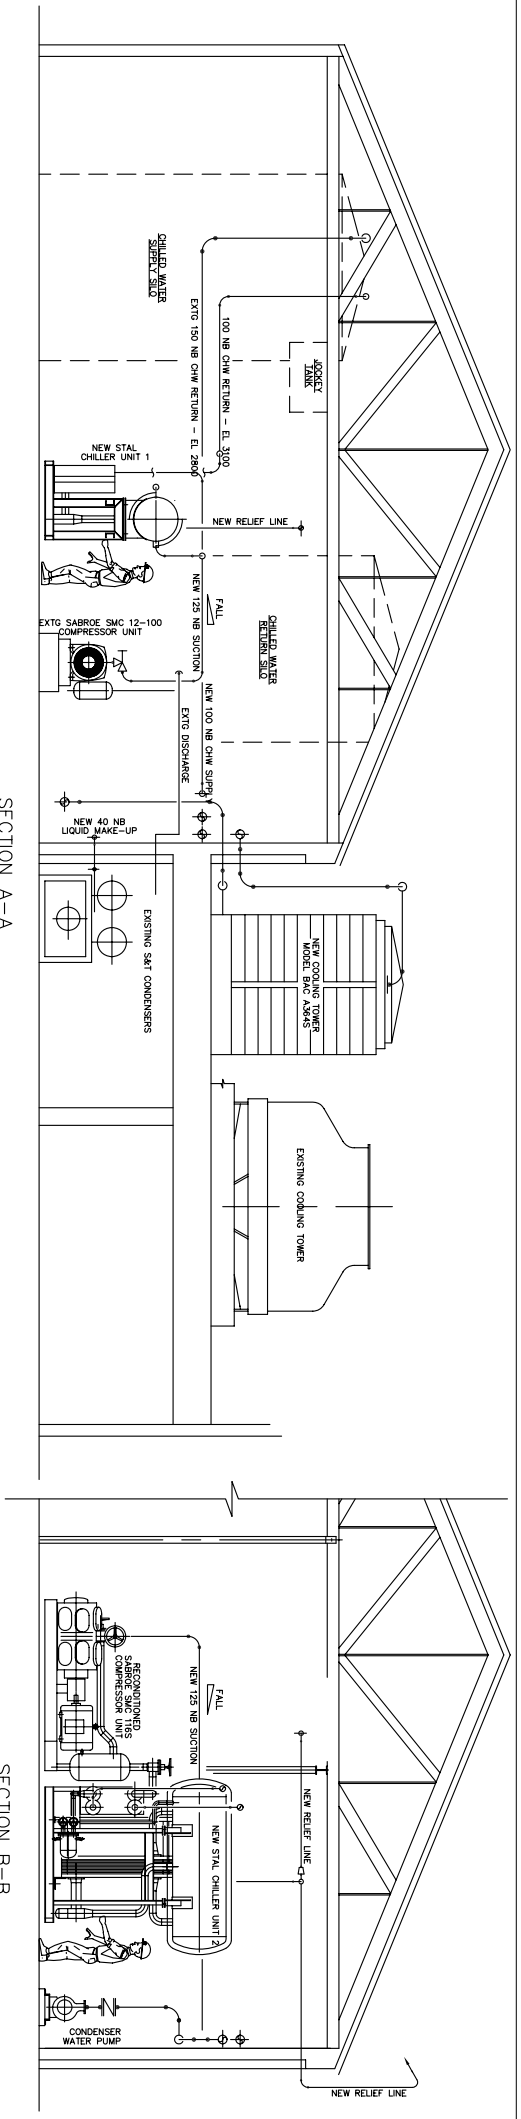 CHILLED WATER
SUPPLY SILO
JOCKEY
TANK
100 NB CHW RETURN - EL 3100
EXTG 150 NB CHW RETURN - EL 2800
NEW STAL
CHILLER UNIT 1
NEW RELIEF LINE
FALL
NEW 125 NB SUCTION
CHILLED WATER
RETURN SILO
EXTG SABROE SMC 12-100
COMPRESSOR UNIT
NEW 100 NB CHW SUPPLY
EXTG DISCHARGE
NEW 40 NB
LIQUID MAKE-UP
EXISTING S&T CONDENSERS
NEW COOLING TOWER
MODEL BAC A364S
EXISTING COOLING TOWER
SECTION A-A
RECONDITIONED
SABROE SMC 116S
COMPRESSOR UNIT
NEW 125 NB SUCTION
FALL
NEW RELIEF LINE
NEW STAL CHILLER UNIT 2
CONDENSER
WATER PUMP
NEW RELIEF LINE
SECTION B-B